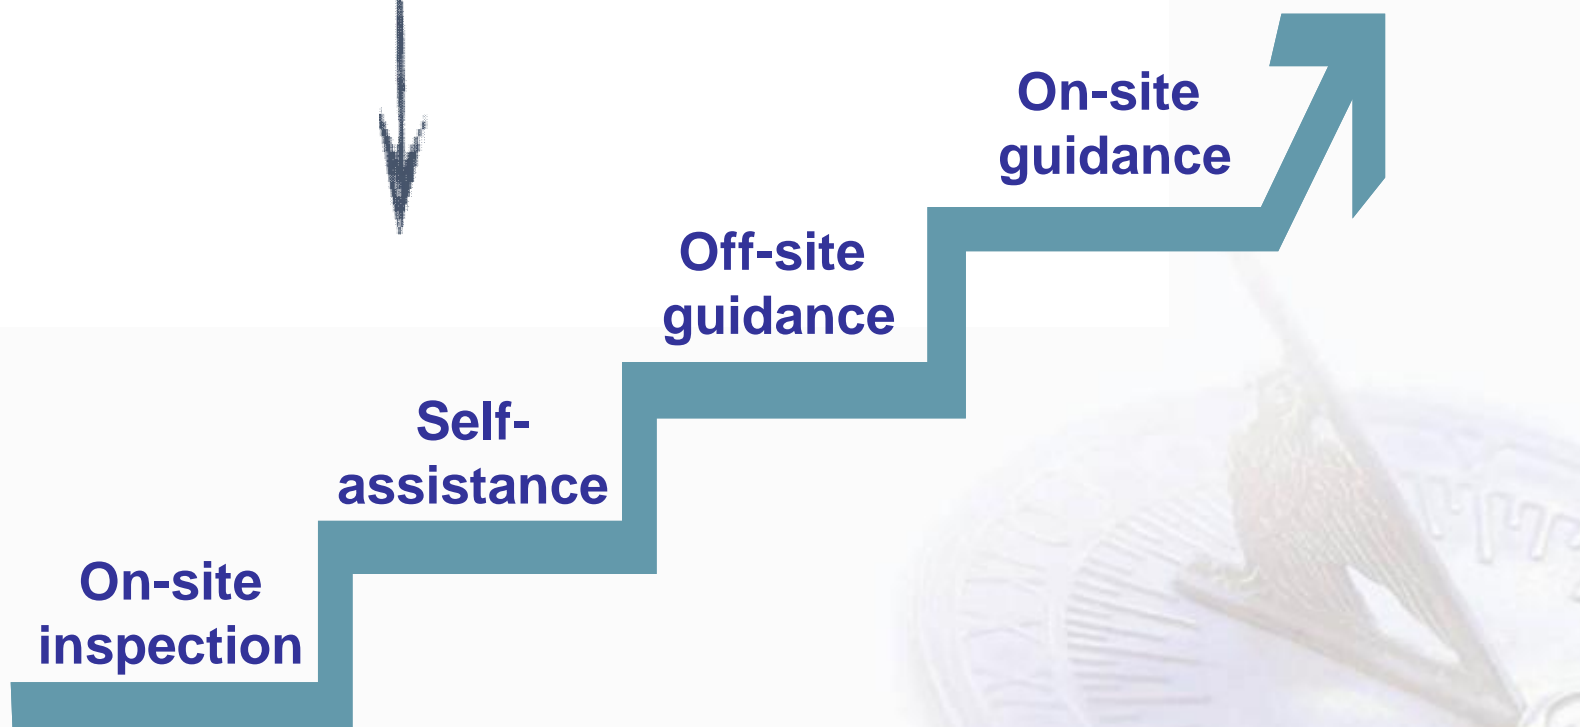 On-site
guidance
Off-site
guidance
Self-
assistance
On-site
inspection